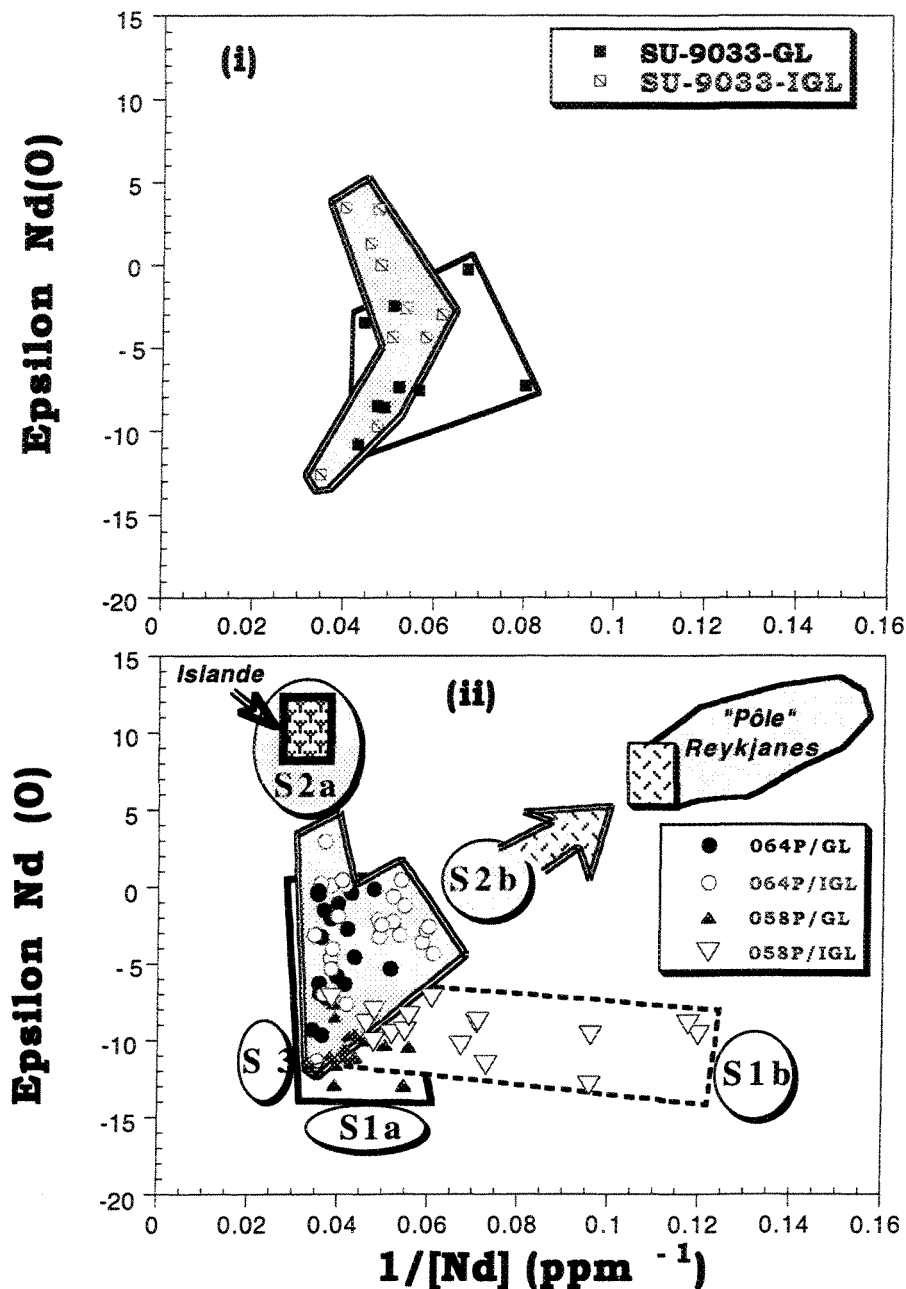 (i)
SU-9033-GL
SU-9033-IGL
Epsilon Nd(O)
15
10
5
0
-5
-10
-15
-20
0 0.02 0.04 0.06 0.08 0.1 0.12 0.14 0.16
(ii)
Islande
S2a
"Pôle"
Reykjanes
S2b
064P/GL
064P/IGL
058P/GL
058P/IGL
S 3
S1a
S1b
Epsilon Nd (O)
15
10
5
0
-5
-10
-15
-20
0 0.02 0.04 0.06 0.08 0.1 0.12 0.14 0.16
1/[Nd] (ppm -1)